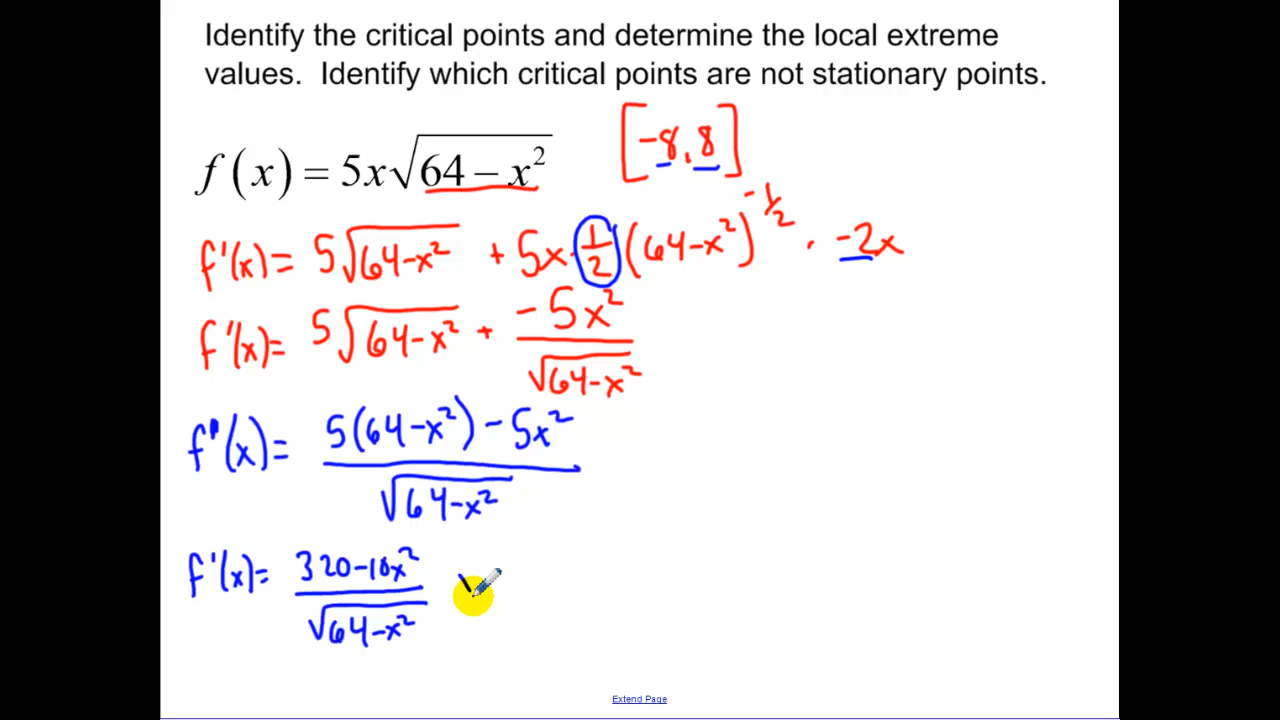 Identify the critical points and determine the local extreme
values. Identify which critical points are not stationary points.
f(x) = 5x√(64 − x²) [-8, 8]
f'(x) = 5√(64-x²) + 5x · 1/2 (64-x²)^(-1/2) · -2x
f'(x) = 5√(64-x²) + (-5x²)/√(64-x²)
f'(x) = (5(64-x²) - 5x²)/√(64-x²)
f'(x) = (320-10x²)/√(64-x²)
Extend Page